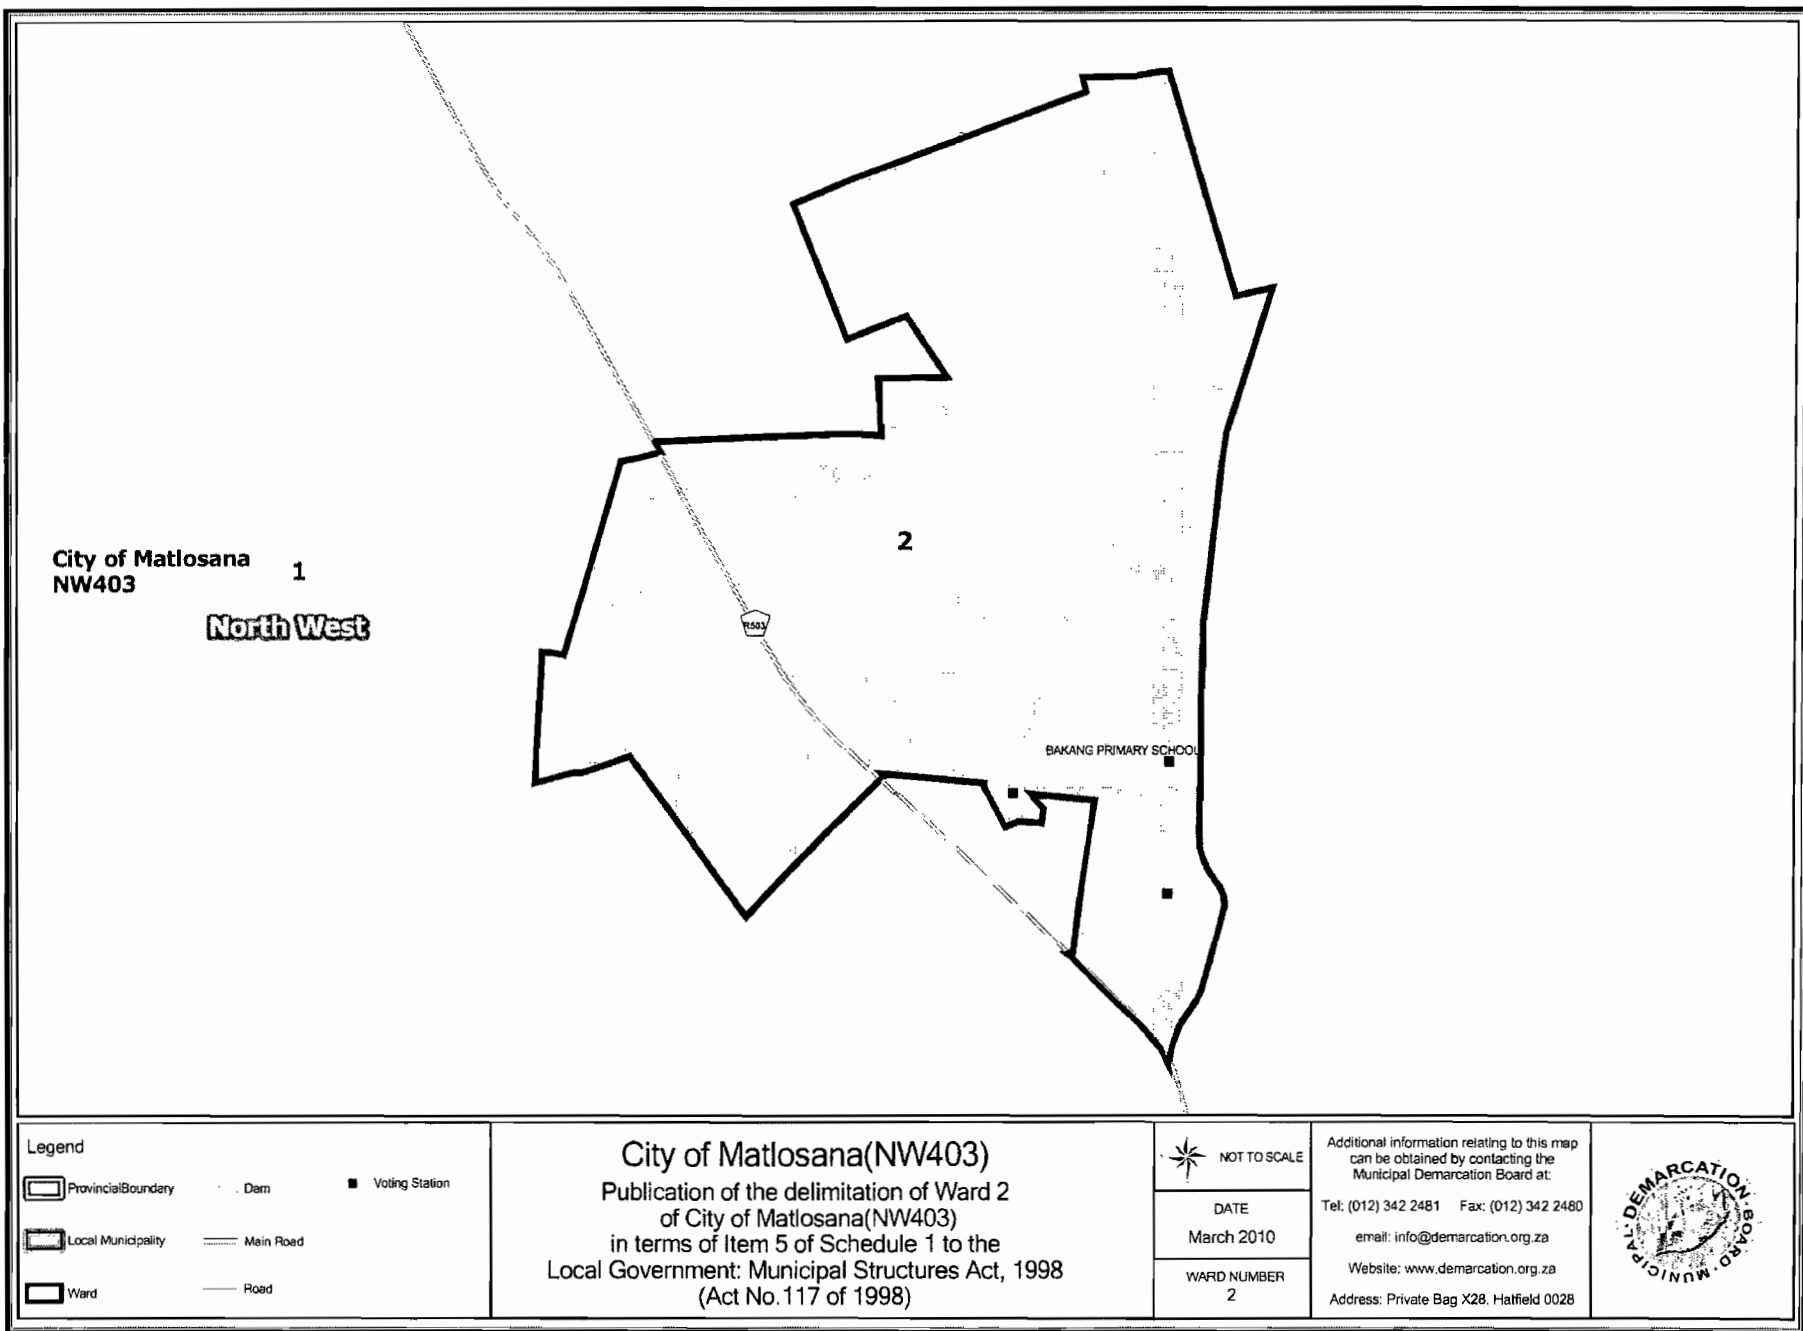 City of Matlosana
NW403
1
North West
2
R503
BAKANG PRIMARY SCHOOL
Legend
ProvincialBoundary
Dam
Voting Station
Local Municipality
Main Road
Ward
Road
City of Matlosana(NW403)
Publication of the delimitation of Ward 2
of City of Matlosana(NW403)
in terms of Item 5 of Schedule 1 to the
Local Government: Municipal Structures Act, 1998
(Act No.117 of 1998)
NOT TO SCALE
DATE
March 2010
WARD NUMBER
2
Additional information relating to this map
can be obtained by contacting the
Municipal Demarcation Board at:
Tel: (012) 342 2481 Fax: (012) 342 2480
email: info@demarcation.org.za
Website: www.demarcation.org.za
Address: Private Bag X28, Hatfield 0028
MUNICIPAL · DEMARCATION · BOARD ·